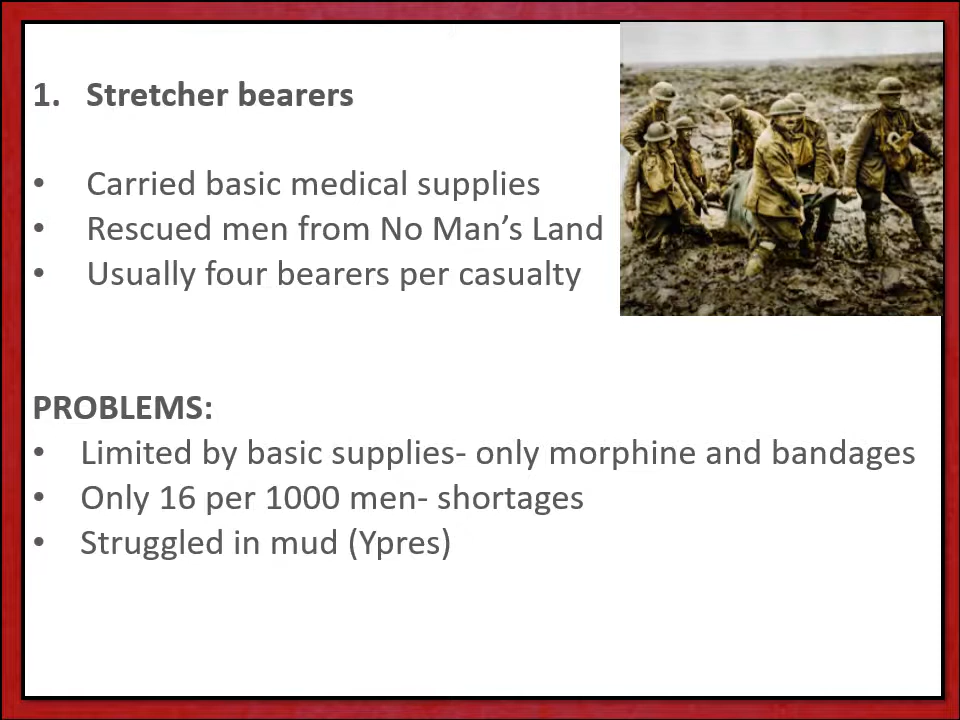 1. Stretcher bearers
• Carried basic medical supplies
• Rescued men from No Man’s Land
• Usually four bearers per casualty
PROBLEMS:
• Limited by basic supplies- only morphine and bandages
• Only 16 per 1000 men- shortages
• Struggled in mud (Ypres)